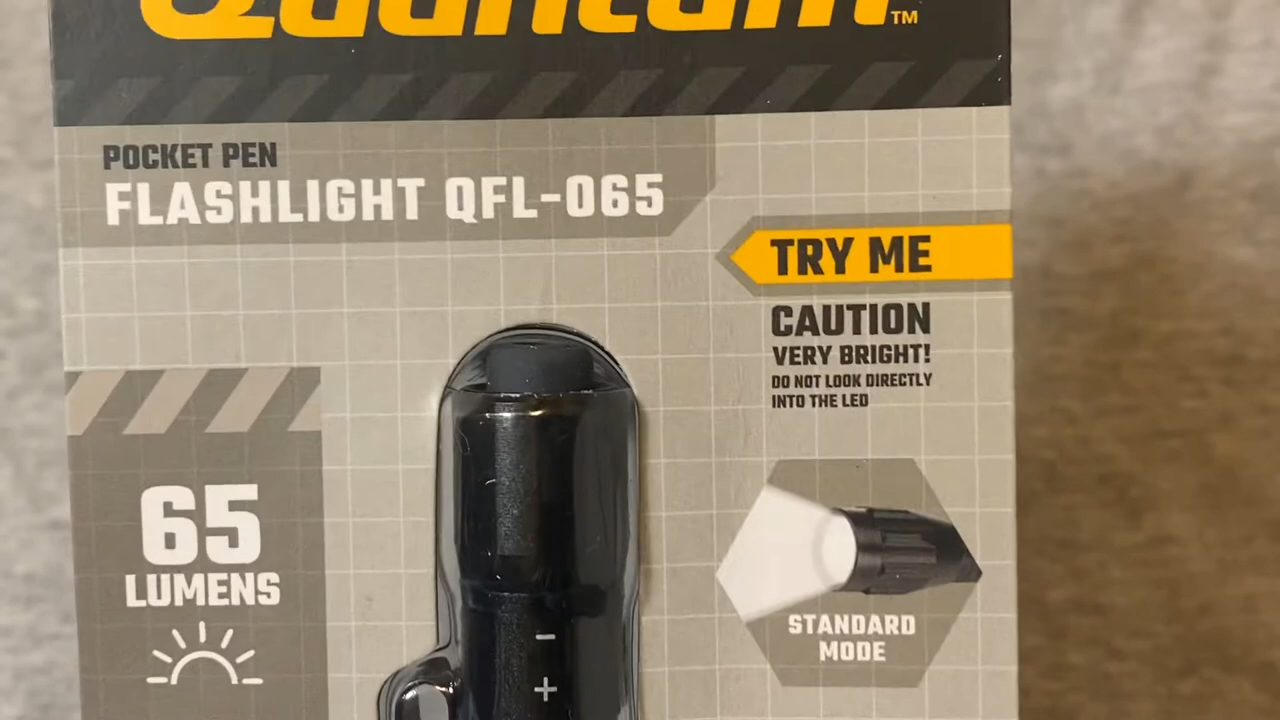 Quantum™
POCKET PEN
FLASHLIGHT QFL-065
TRY ME
CAUTION
VERY BRIGHT!
DO NOT LOOK DIRECTLY
INTO THE LED
65
LUMENS
STANDARD
MODE
−
+